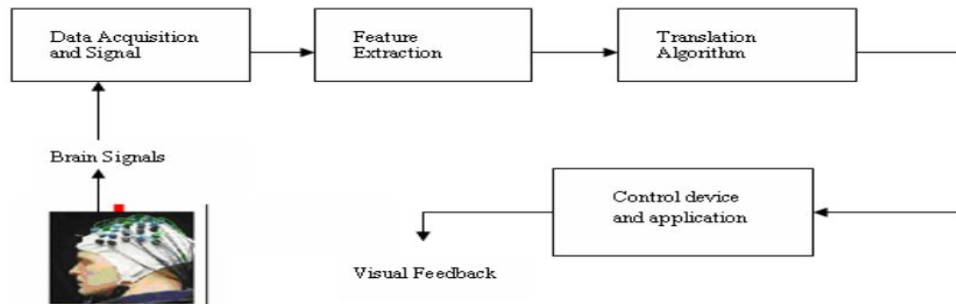 Data Acquisition
and Signal
Feature
Extraction
Translation
Algorithm
Brain Signals
Control device
and application
Visual Feedback